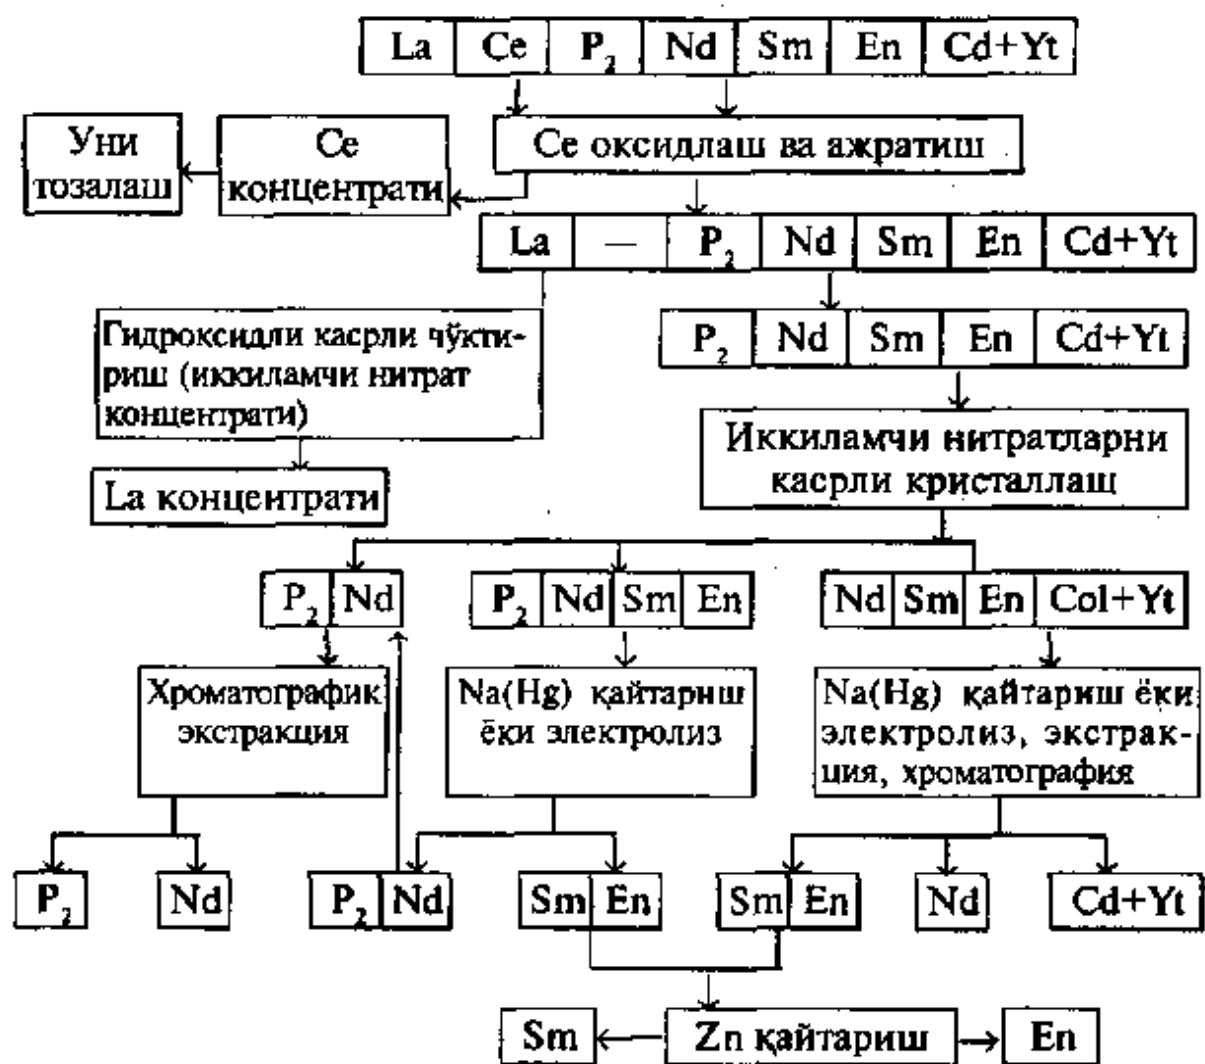 La Ce P₂ Nd Sm En Cd+Yt
Уни
тозалаш
Ce
концентрати
Ce оксидлаш ва ажратиш
La — P₂ Nd Sm En Cd+Yt
Гидроксидли касрли чўкти-
риш (иккиламчи нитрат
концентрати)
P₂ Nd Sm En Cd+Yt
La концентрати
Иккиламчи нитратларни
касрли кристаллаш
P₂ Nd
P₂ Nd Sm En
Nd Sm En Col+Yt
Хроматографик
экстракция
Na(Hg) қайтариш
ёки электролиз
Na(Hg) қайтариш ёки
электролиз, экстрак-
ция, хроматография
P₂
Nd
P₂ Nd
Sm En
Sm En
Nd
Cd+Yt
Sm
Zn қайтариш
En